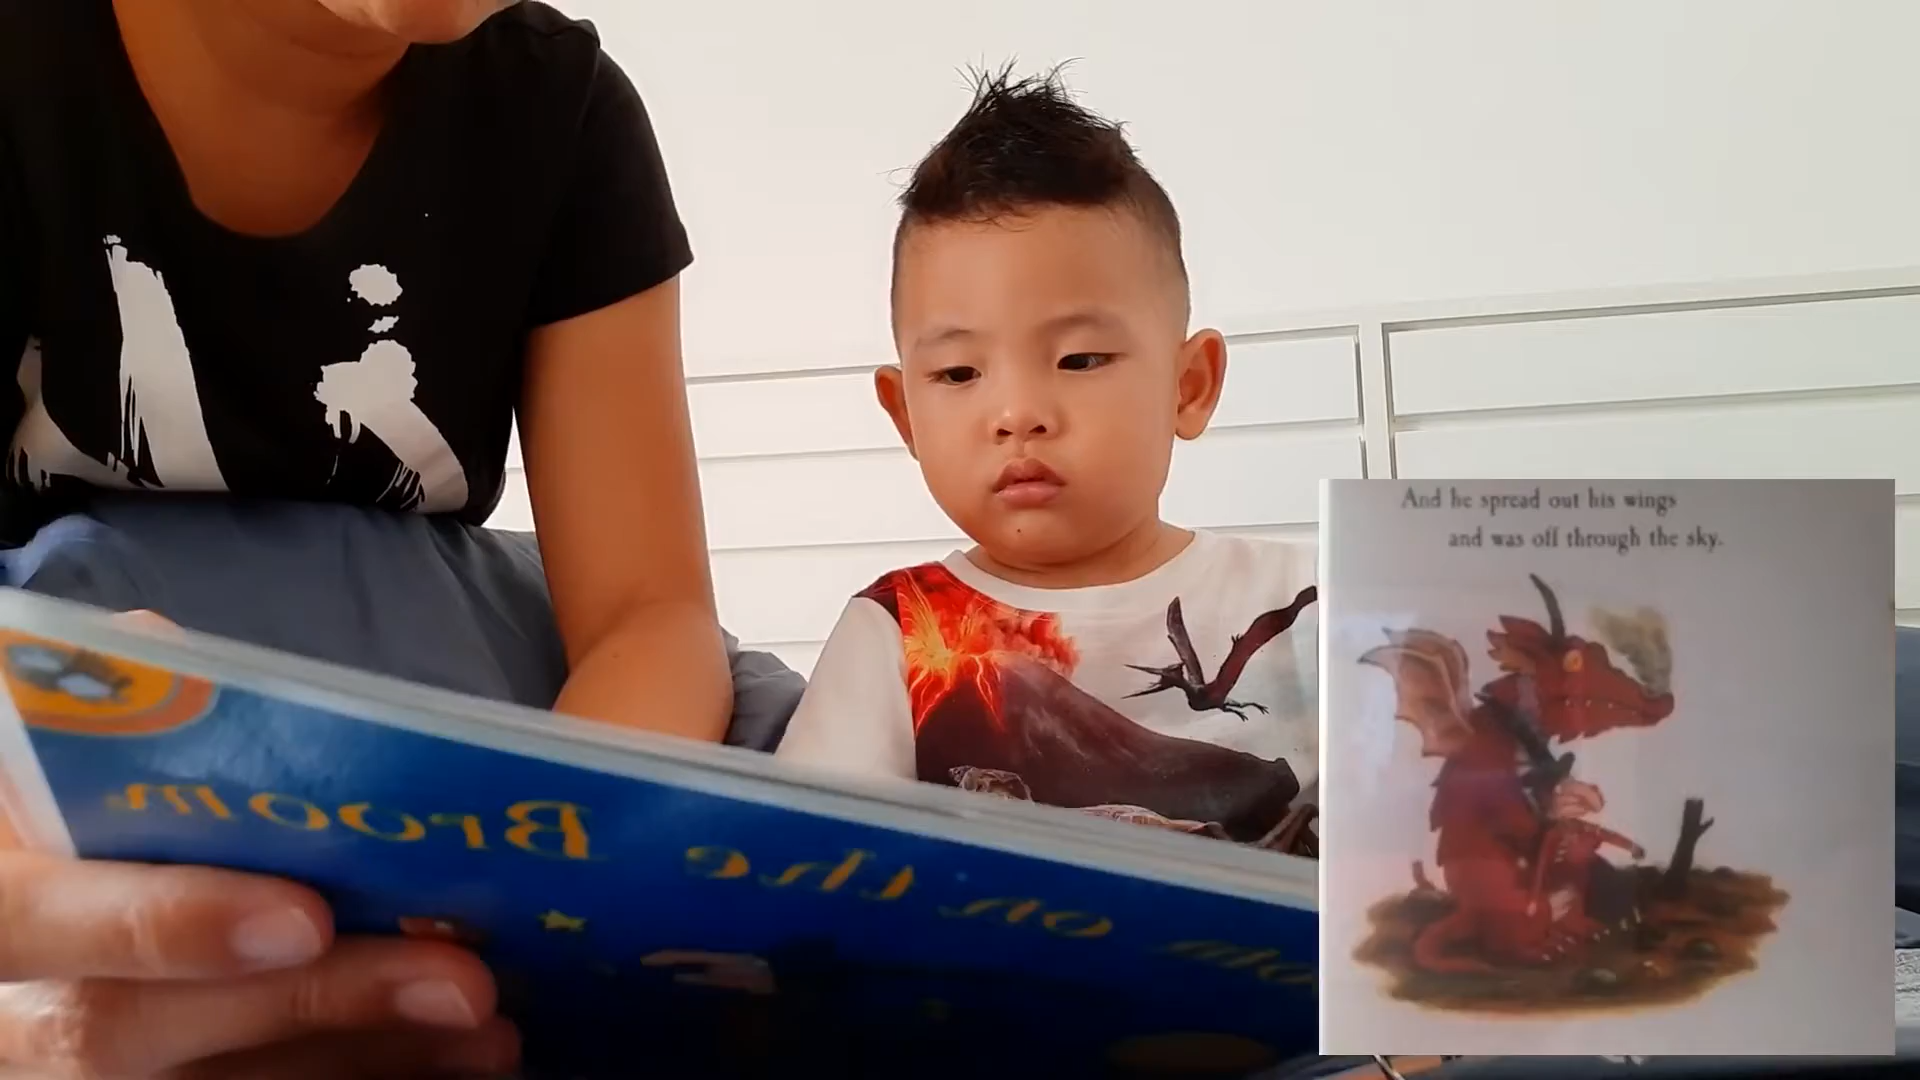 on the Broom
And he spread out his wings
and was off through the sky.